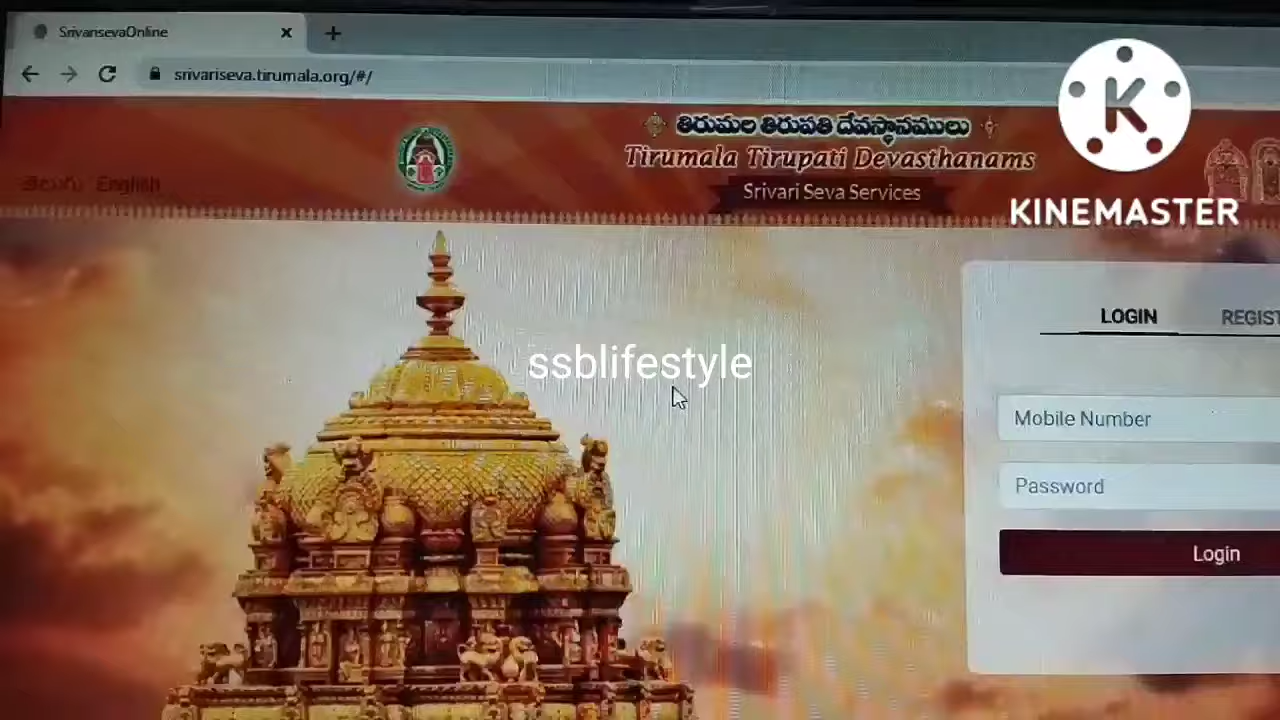 SrivarisevaOnline
srivariseva.tirumala.org/#/
తిరుమల తిరుపతి దేవస్థానములు
Tirumala Tirupati Devasthanams
Srivari Seva Services
తెలుగు English
KINEMASTER
LOGIN REGIST
ssblifestyle
Mobile Number
Password
Login